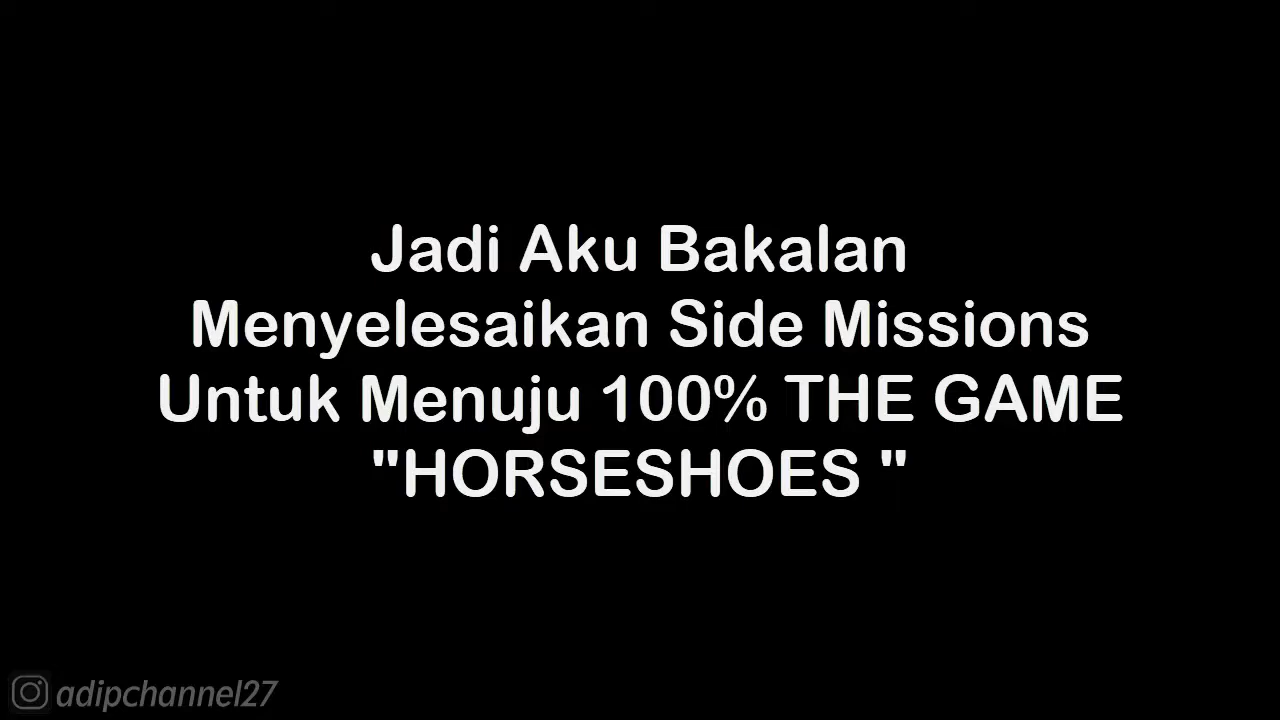 Jadi Aku Bakalan
Menyelesaikan Side Missions
Untuk Menuju 100% THE GAME
"HORSESHOES "
adipchannel27